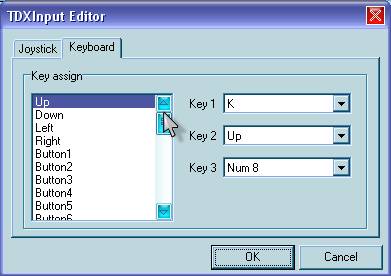 TDXInput Editor
Joystick Keyboard
Key assign
Up
Down
Left
Right
Button1
Button2
Button3
Button4
Button5
Button6
Key 1 K
Key 2 Up
Key 3 Num 8
OK Cancel